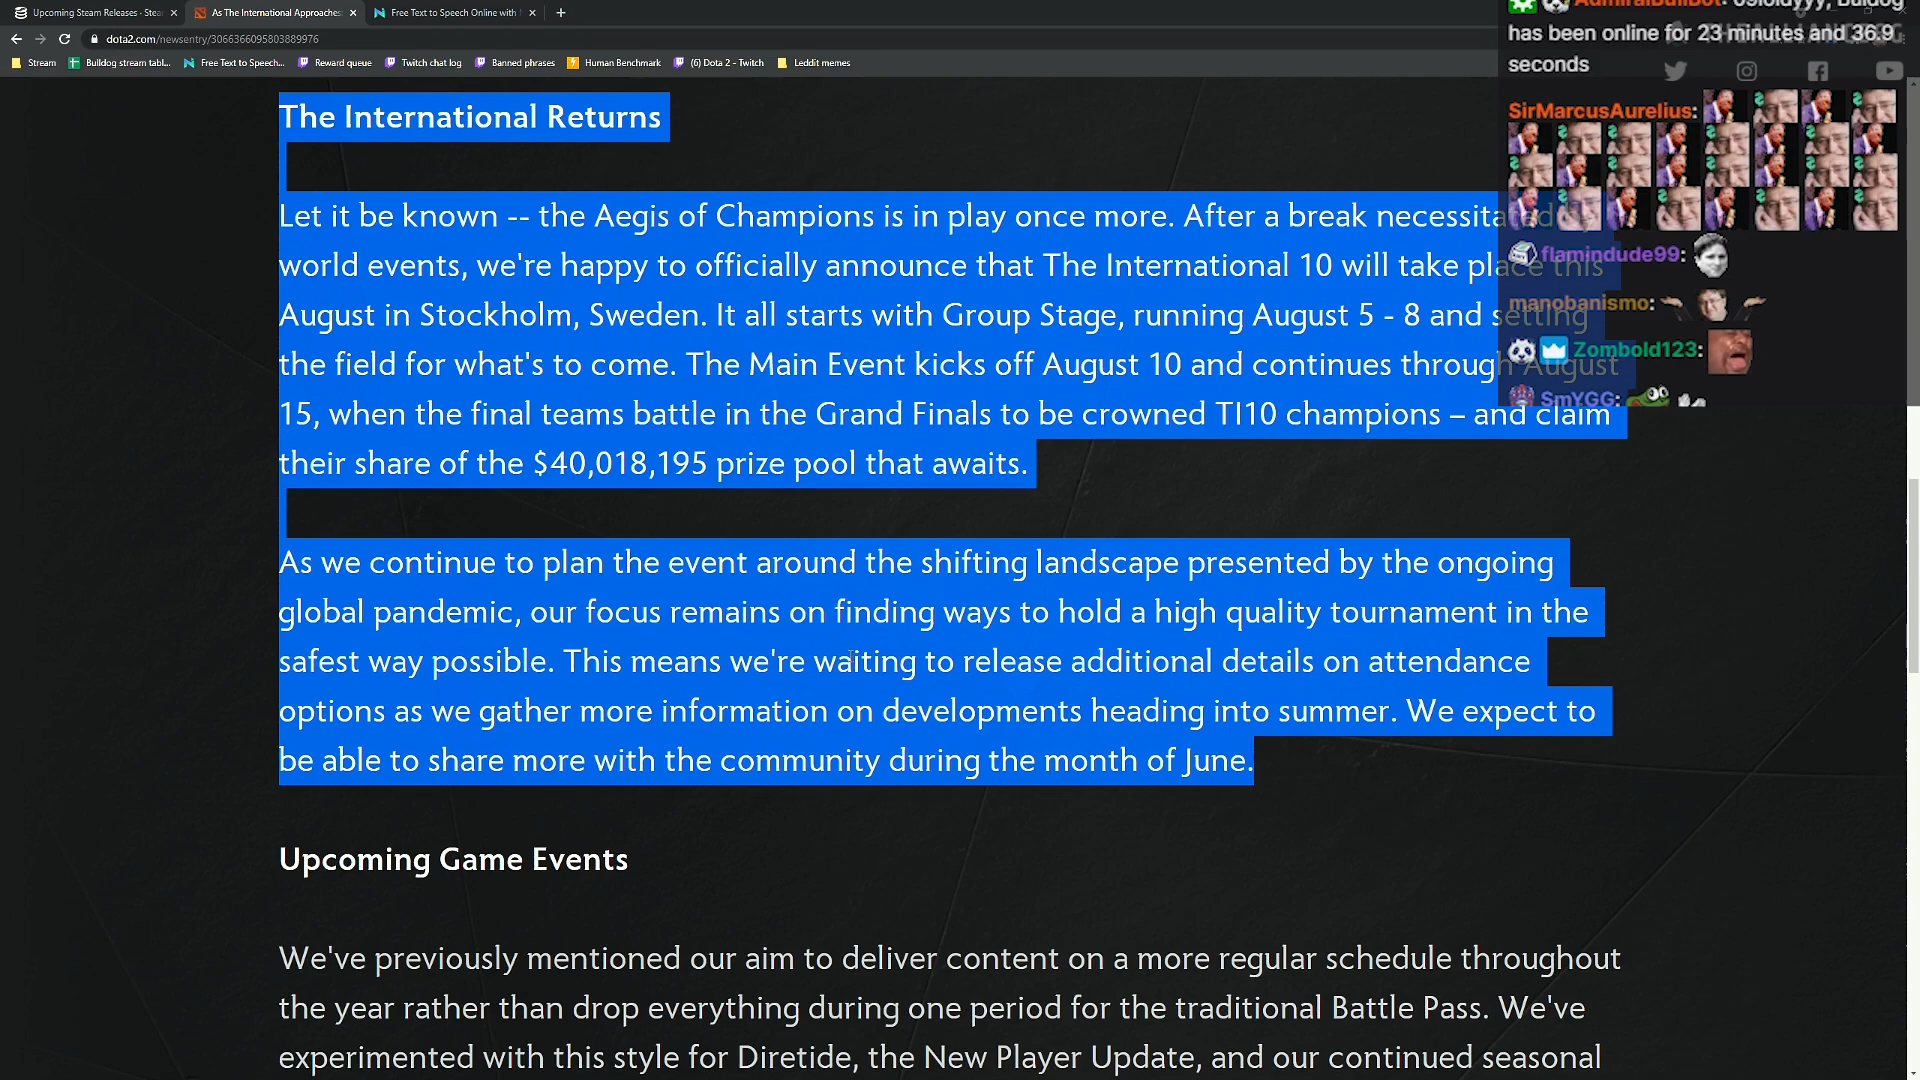 Upcoming Steam Releases - Stea
As The International Approaches
Free Text to Speech Online with
dota2.com/newsentry/3066366095803889976
Stream
Bulldog stream tabl...
Free Text to Speech...
Reward queue
Twitch chat log
Banned phrases
Human Benchmark
(6) Dota 2 - Twitch
Leddit memes
AdmiralBullBot: Bulldog
has been online for 23 minutes and 36.9
seconds
SirMarcusAurelius:
flamindude99:
manobanismo:
Zombold123:
SmYGG:
The International Returns
Let it be known -- the Aegis of Champions is in play once more. After a break necessitated
world events, we're happy to officially announce that The International 10 will take place this
August in Stockholm, Sweden. It all starts with Group Stage, running August 5 - 8 and setting
the field for what's to come. The Main Event kicks off August 10 and continues through August
15, when the final teams battle in the Grand Finals to be crowned TI10 champions – and claim
their share of the $40,018,195 prize pool that awaits.
As we continue to plan the event around the shifting landscape presented by the ongoing
global pandemic, our focus remains on finding ways to hold a high quality tournament in the
safest way possible. This means we're waiting to release additional details on attendance
options as we gather more information on developments heading into summer. We expect to
be able to share more with the community during the month of June.
Upcoming Game Events
We've previously mentioned our aim to deliver content on a more regular schedule throughout
the year rather than drop everything during one period for the traditional Battle Pass. We've
experimented with this style for Diretide, the New Player Update, and our continued seasonal